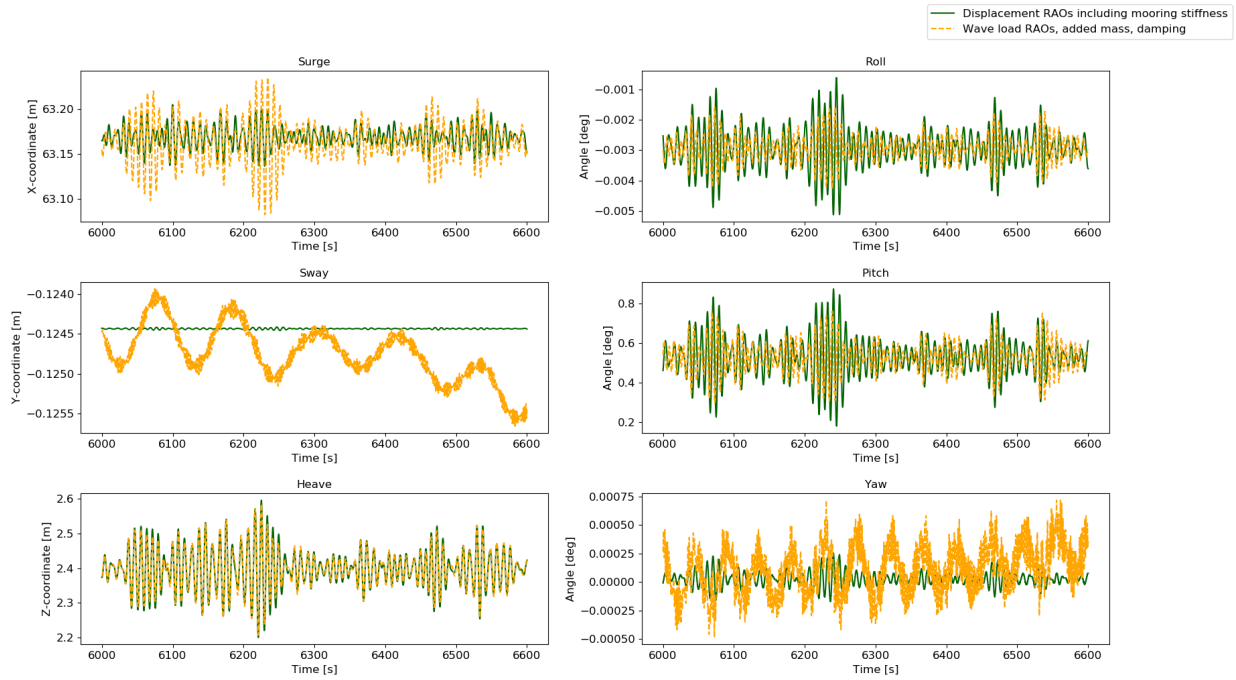 Displacement RAOs including mooring stiffness
Wave load RAOs, added mass, damping
Surge
X-coordinate [m]
63.20
63.15
63.10
6000 6100 6200 6300 6400 6500 6600
Time [s]
Roll
Angle [deg]
−0.001
−0.002
−0.003
−0.004
−0.005
6000 6100 6200 6300 6400 6500 6600
Time [s]
Sway
Y-coordinate [m]
−0.1240
−0.1245
−0.1250
−0.1255
6000 6100 6200 6300 6400 6500 6600
Time [s]
Pitch
Angle [deg]
0.8
0.6
0.4
0.2
6000 6100 6200 6300 6400 6500 6600
Time [s]
Heave
Z-coordinate [m]
2.6
2.5
2.4
2.3
2.2
6000 6100 6200 6300 6400 6500 6600
Time [s]
Yaw
Angle [deg]
0.00075
0.00050
0.00025
0.00000
−0.00025
−0.00050
6000 6100 6200 6300 6400 6500 6600
Time [s]